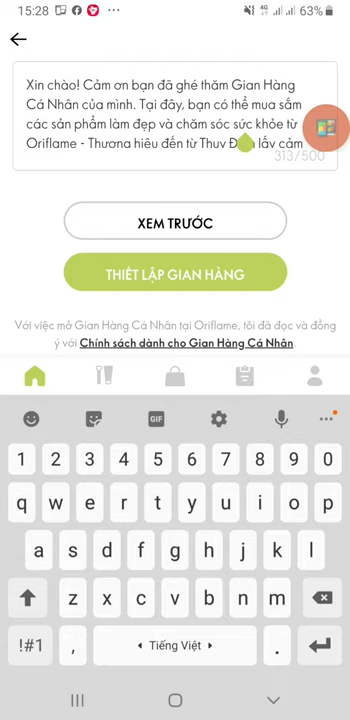 15:28
4G
63%
Xin chào! Cảm ơn bạn đã ghé thăm Gian Hàng
Cá Nhân của mình. Tại đây, bạn có thể mua sắm
các sản phẩm làm đẹp và chăm sóc sức khỏe từ
Oriflame - Thương hiệu đến từ Thụy lấy cảm
313/500
XEM TRƯỚC
THIẾT LẬP GIAN HÀNG
Với việc mở Gian Hàng Cá Nhân tại Oriflame, tôi đã đọc và đồng
ý với Chính sách dành cho Gian Hàng Cá Nhân.
GIF
1 2 3 4 5 6 7 8 9 0
q w e r t y u i o p
a s d f g h j k l
z x c v b n m
!#1 , Tiếng Việt .